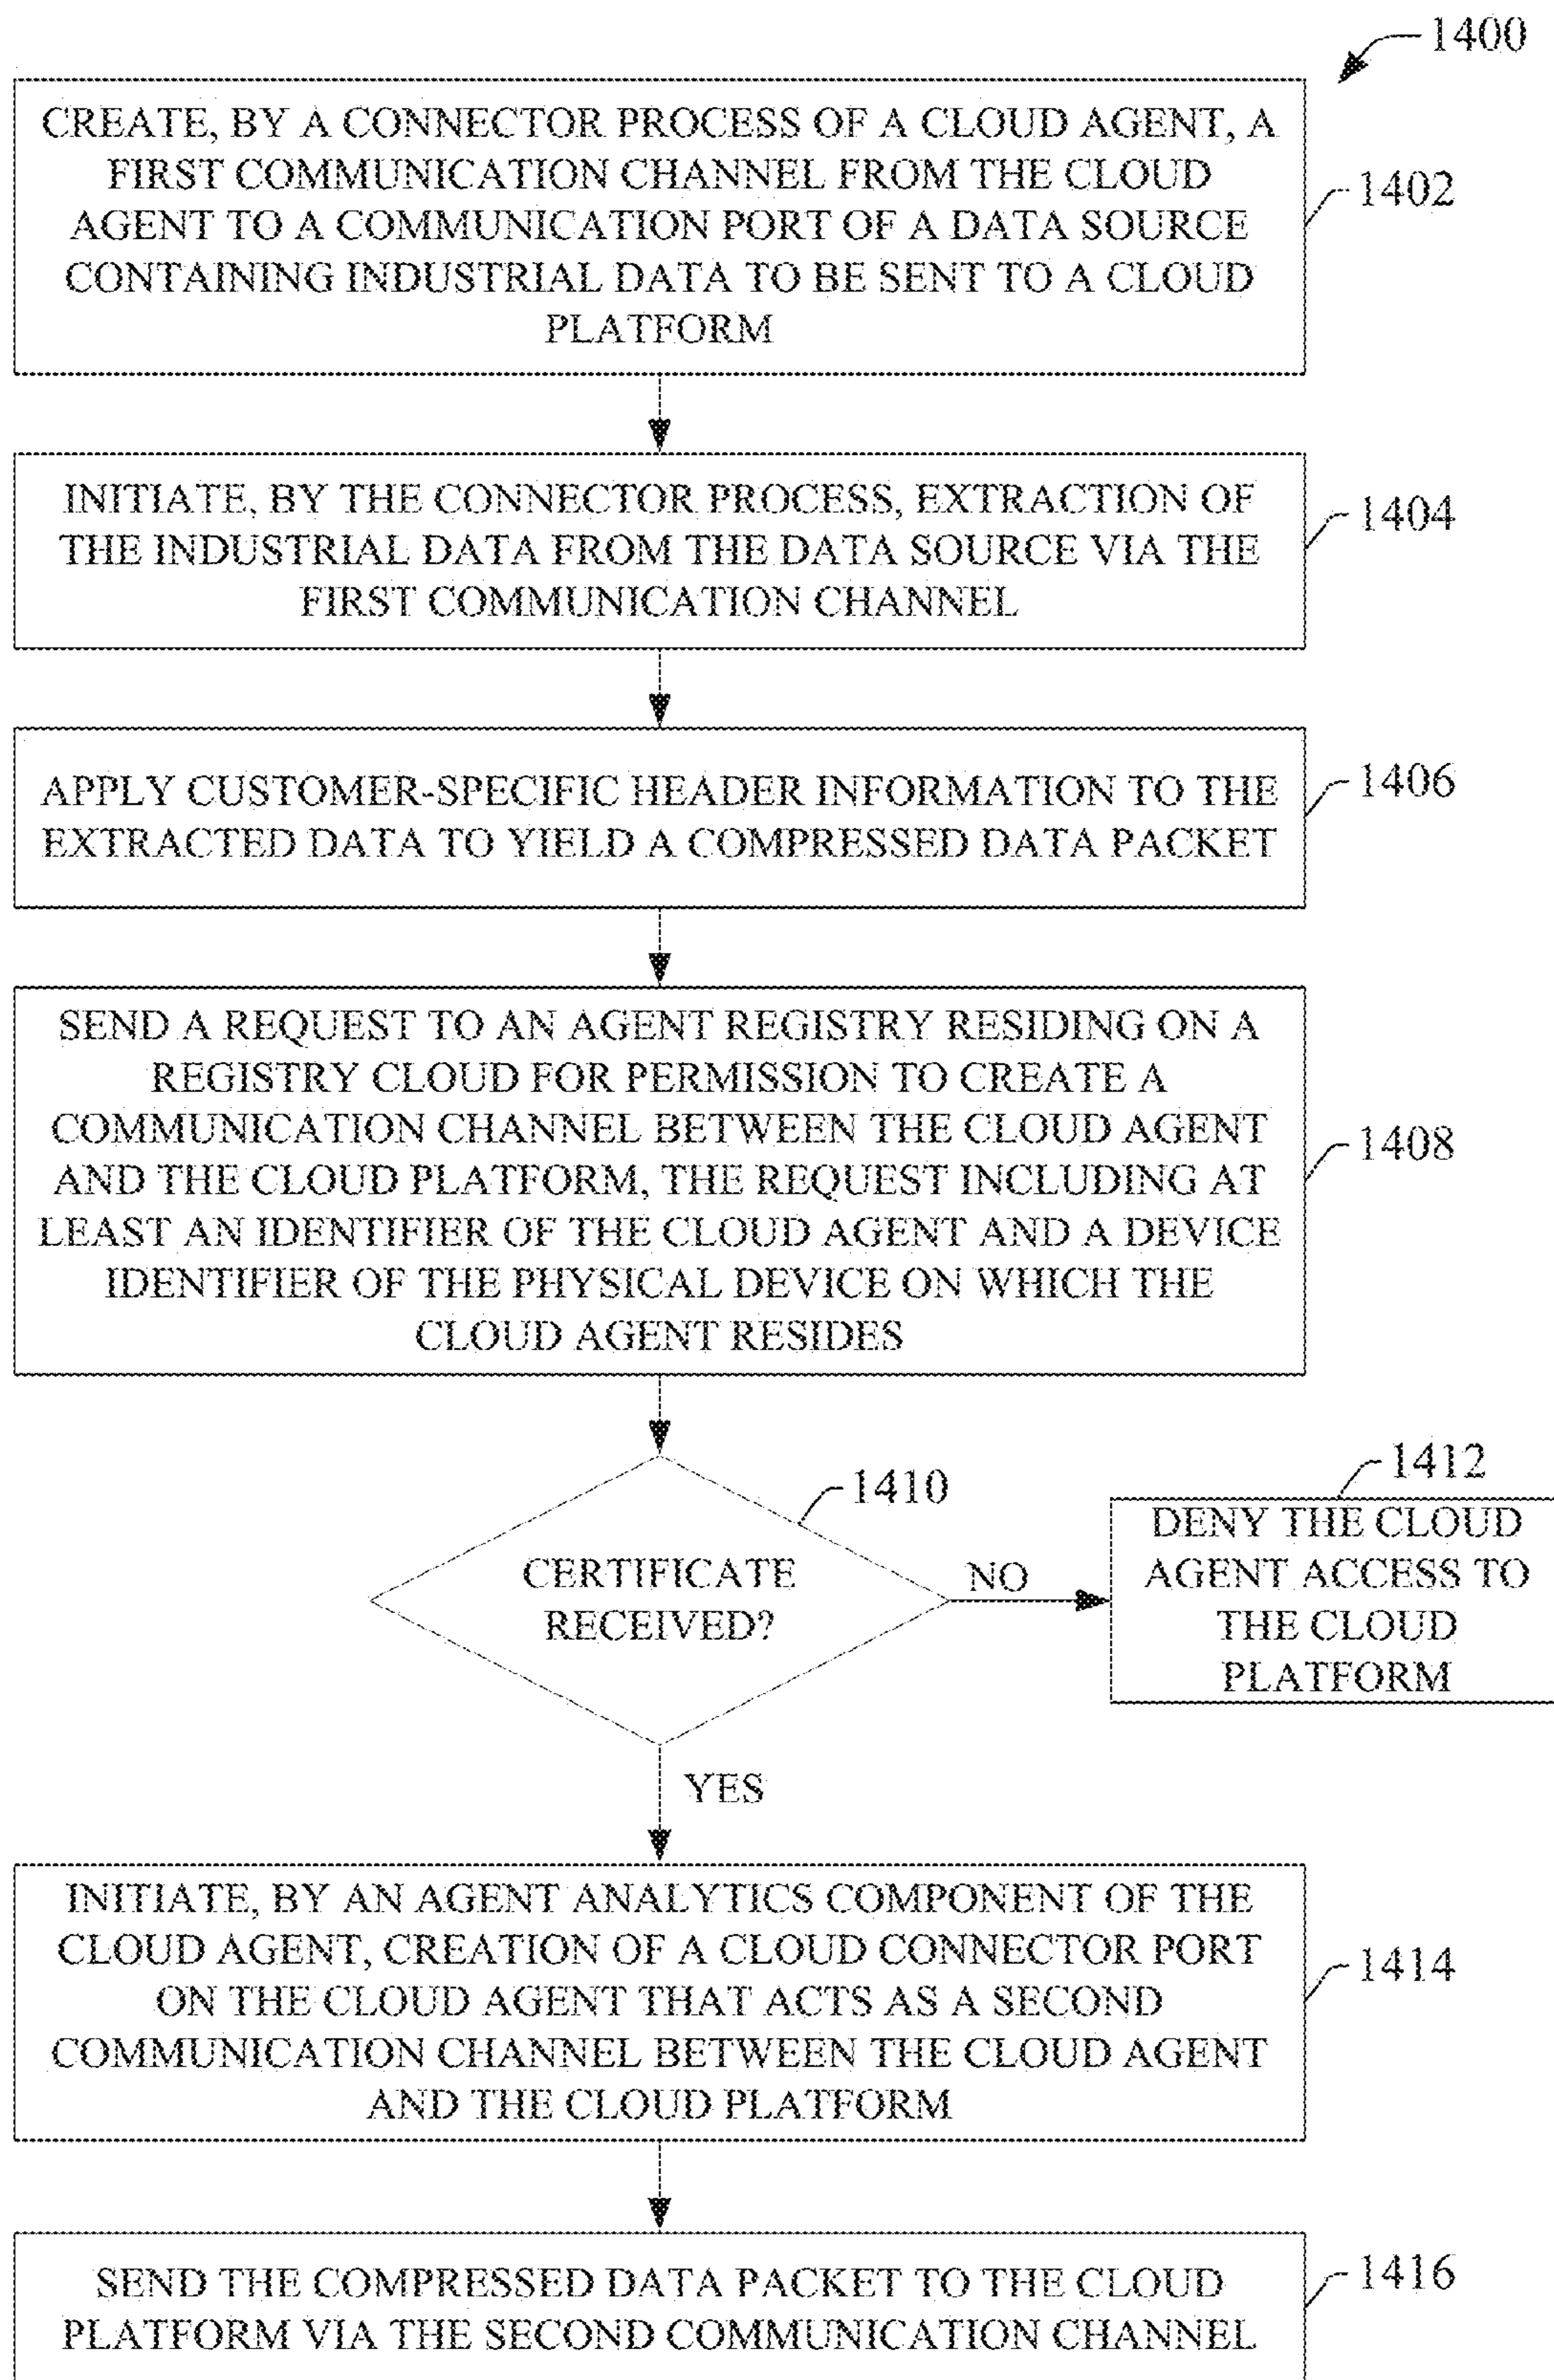 1400
CREATE, BY A CONNECTOR PROCESS OF A CLOUD AGENT, A
FIRST COMMUNICATION CHANNEL FROM THE CLOUD
AGENT TO A COMMUNICATION PORT OF A DATA SOURCE
CONTAINING INDUSTRIAL DATA TO BE SENT TO A CLOUD
PLATFORM
1402
INITIATE, BY THE CONNECTOR PROCESS, EXTRACTION OF
THE INDUSTRIAL DATA FROM THE DATA SOURCE VIA THE
FIRST COMMUNICATION CHANNEL
1404
APPLY CUSTOMER-SPECIFIC HEADER INFORMATION TO THE
EXTRACTED DATA TO YIELD A COMPRESSED DATA PACKET
1406
SEND A REQUEST TO AN AGENT REGISTRY RESIDING ON A
REGISTRY CLOUD FOR PERMISSION TO CREATE A
COMMUNICATION CHANNEL BETWEEN THE CLOUD AGENT
AND THE CLOUD PLATFORM, THE REQUEST INCLUDING AT
LEAST AN IDENTIFIER OF THE CLOUD AGENT AND A DEVICE
IDENTIFIER OF THE PHYSICAL DEVICE ON WHICH THE
CLOUD AGENT RESIDES
1408
CERTIFICATE
RECEIVED?
1410
NO
1412
DENY THE CLOUD
AGENT ACCESS TO
THE CLOUD
PLATFORM
YES
INITIATE, BY AN AGENT ANALYTICS COMPONENT OF THE
CLOUD AGENT, CREATION OF A CLOUD CONNECTOR PORT
ON THE CLOUD AGENT THAT ACTS AS A SECOND
COMMUNICATION CHANNEL BETWEEN THE CLOUD AGENT
AND THE CLOUD PLATFORM
1414
SEND THE COMPRESSED DATA PACKET TO THE CLOUD
PLATFORM VIA THE SECOND COMMUNICATION CHANNEL
1416